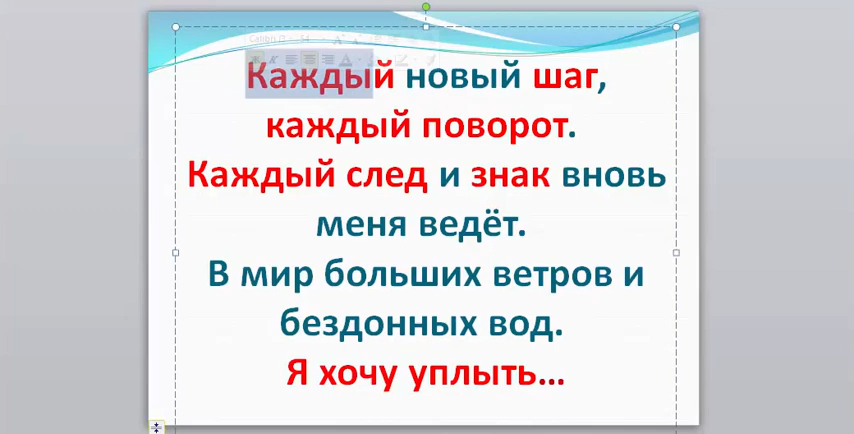 Каждый новый шаг,
каждый поворот.
Каждый след и знак вновь
меня ведёт.
В мир больших ветров и
бездонных вод.
Я хочу уплыть...